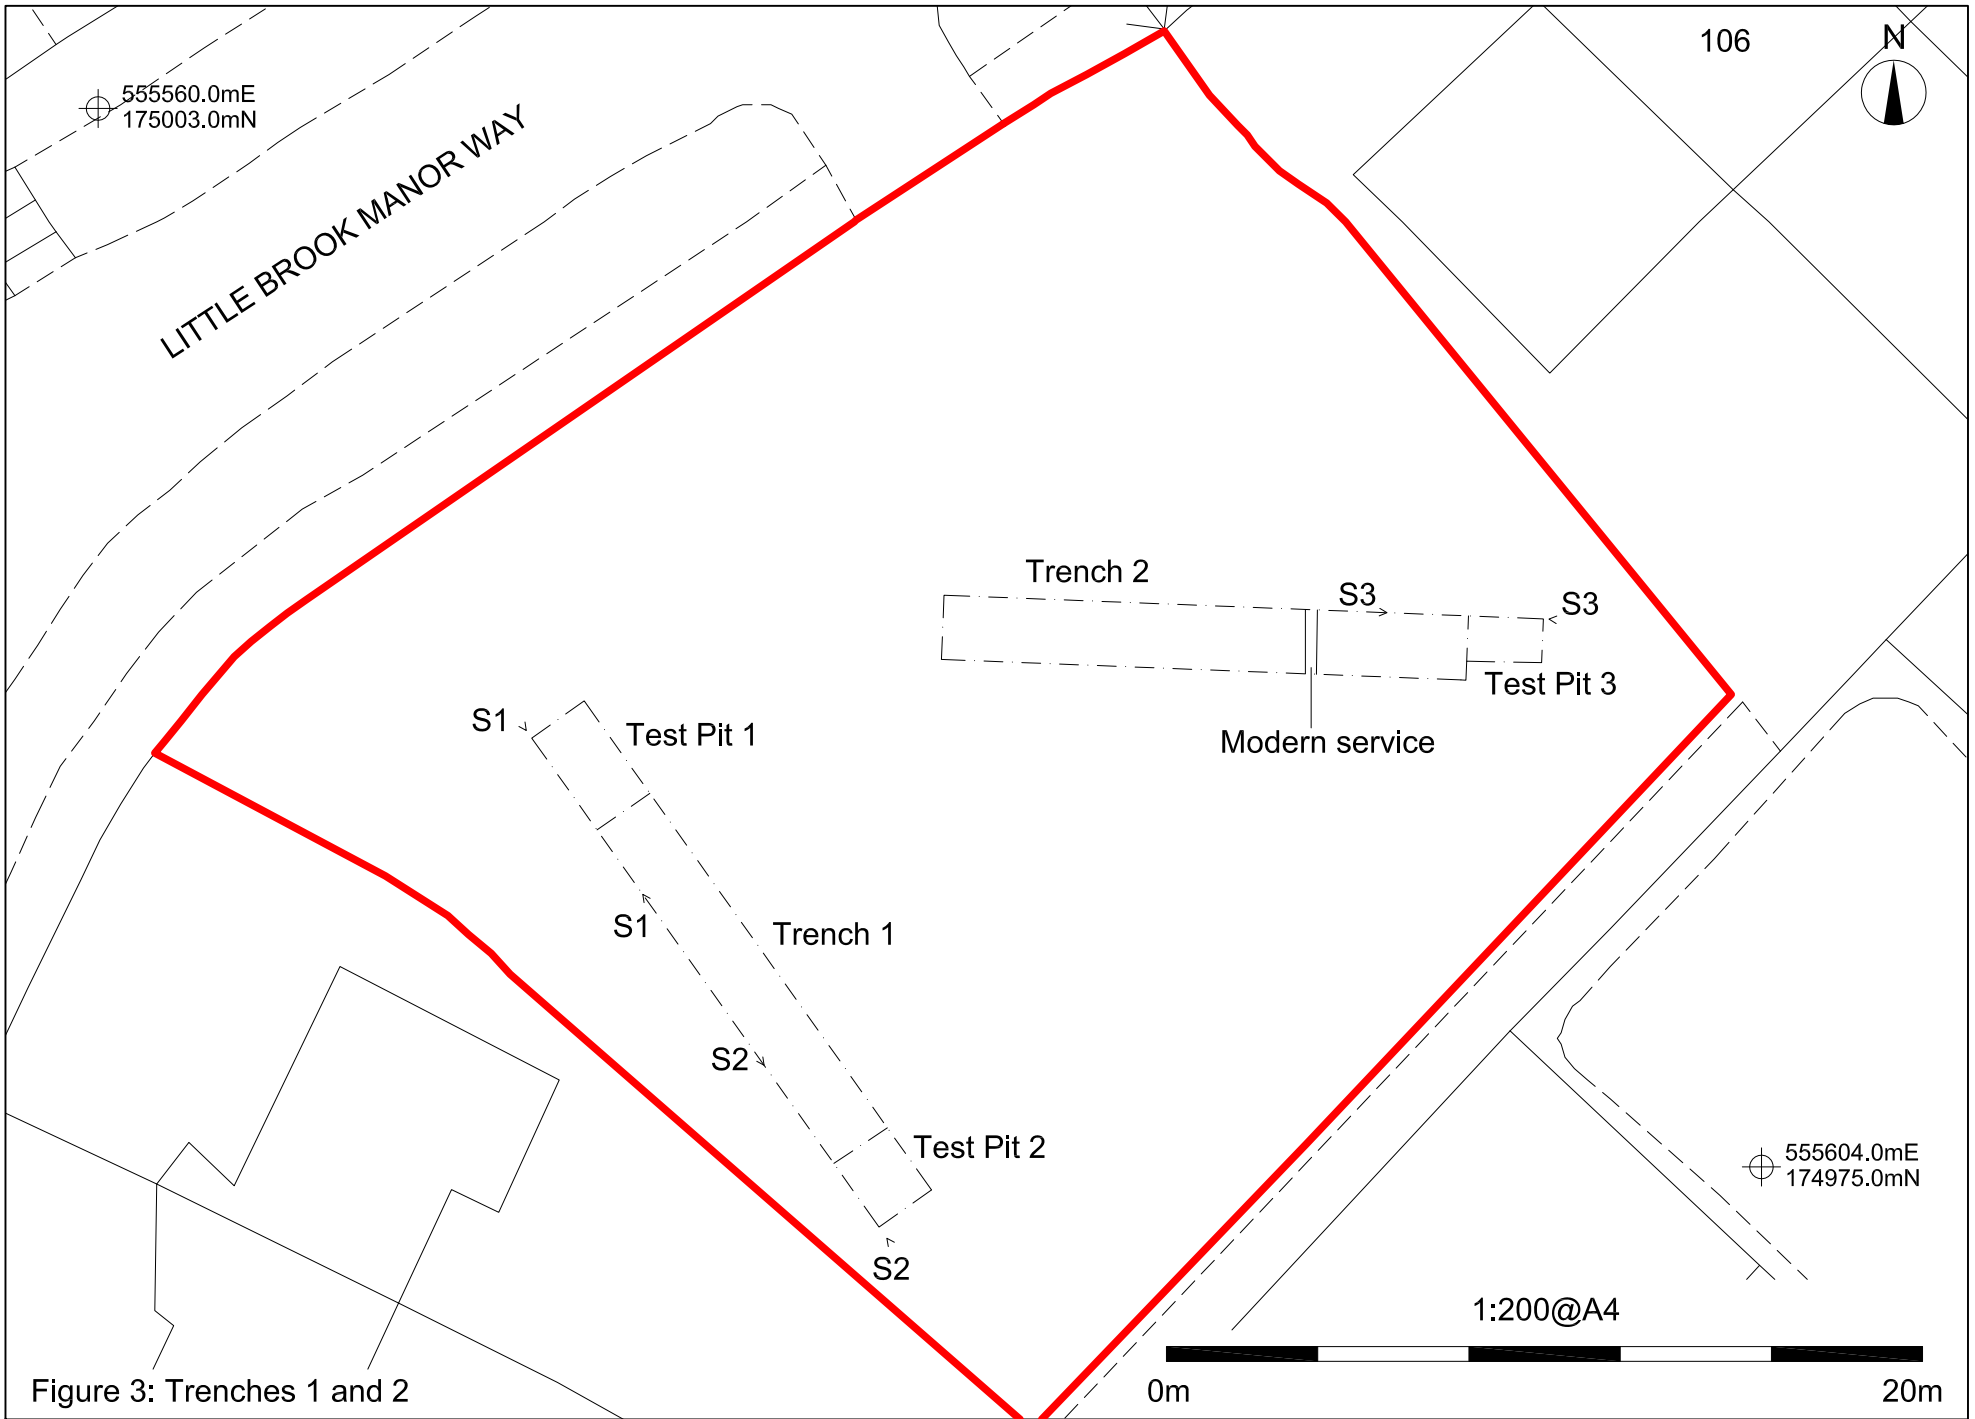 106
N
555560.0mE
175003.0mN
LITTLE BROOK MANOR WAY
Trench 2
S3
S3
Test Pit 3
S1
Test Pit 1
Modern service
S1
Trench 1
S2
Test Pit 2
555604.0mE
174975.0mN
S2
1:200@A4
0m
20m
Figure 3: Trenches 1 and 2